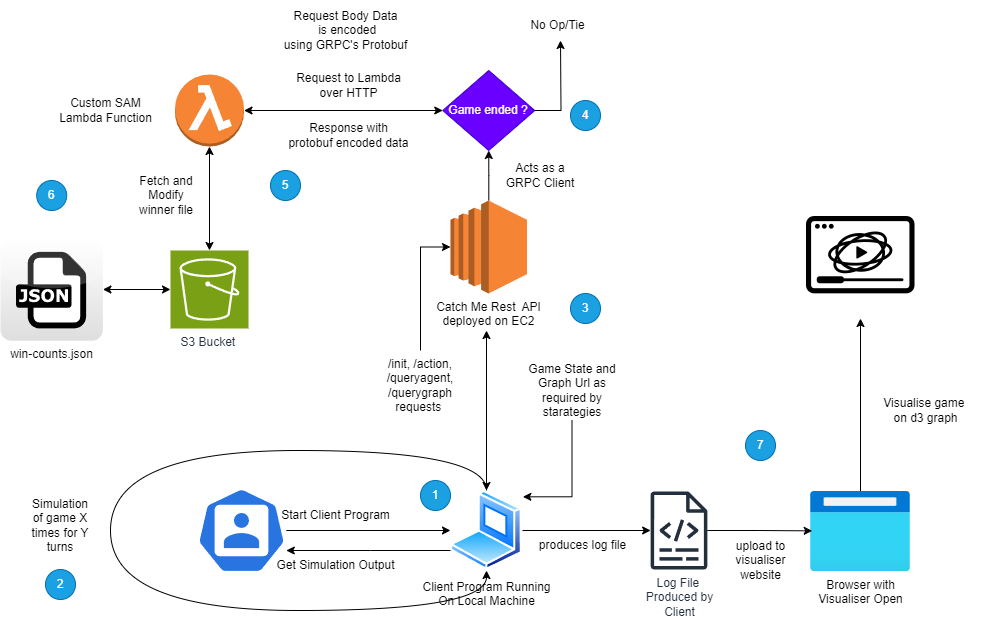 Request Body Data
is encoded
using GRPC's Protobuf
No Op/Tie
Request to Lambda
over HTTP
Custom SAM
Lambda Function
Game ended ?
4
Response with
protobuf encoded data
Acts as a
GRPC Client
Fetch and
Modify
winner file
5
6
JSON
win-counts.json
S3 Bucket
Catch Me Rest API
deployed on EC2
3
/init, /action,
/queryagent,
/querygraph
requests
Game State and
Graph Url as
required by
starategies
Visualise game
on d3 graph
7
1
Simulation
of game X
times for Y
turns
2
Start Client Program
Get Simulation Output
Client Program Running
On Local Machine
produces log file
</>
Log File
Produced by
Client
upload to
visualiser
website
Browser with
Visualiser Open